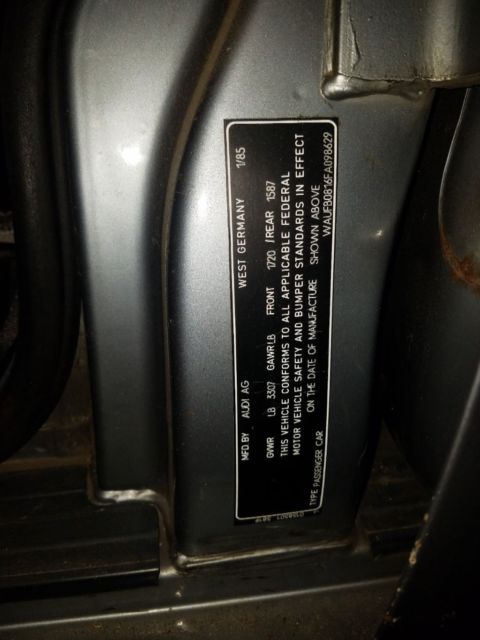 MFD BY AUDI AG WEST GERMANY 1/85
GVWR LB 3307 GAWR LB FRONT 1720 /REAR 1587
THIS VEHICLE CONFORMS TO ALL APPLICABLE FEDERAL
MOTOR VEHICLE SAFETY AND BUMPER STANDARDS IN EFFECT
ON THE DATE OF MANUFACTURE SHOWN ABOVE
TYPE PASSENGER CAR WAUFB0816FA098629